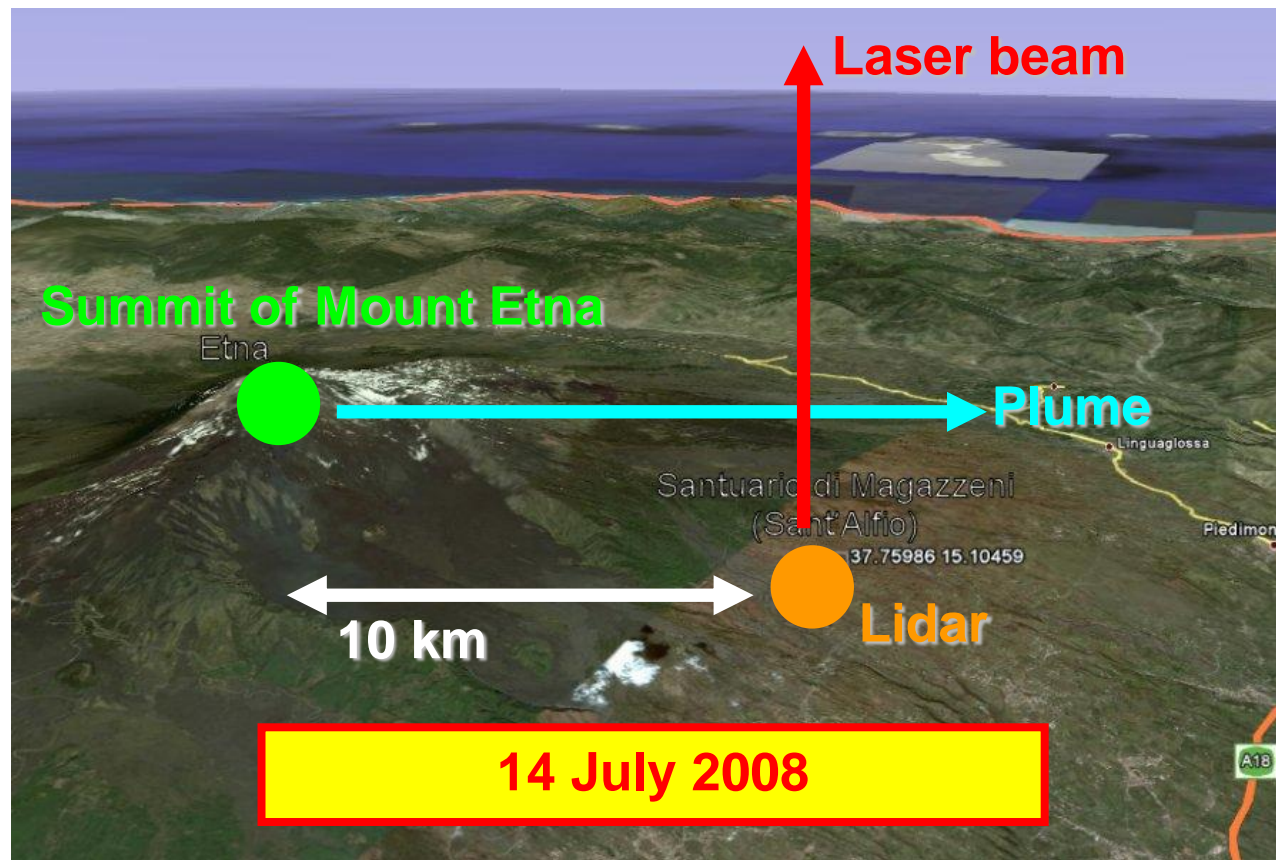 Laser beam
Summit of Mount Etna
Etna
Plume
Linguaglossa
Santuario di Magazzeni
(Sant'Alfio)
Piedimon
37.75986 15.10459
10 km
Lidar
14 July 2008
A18